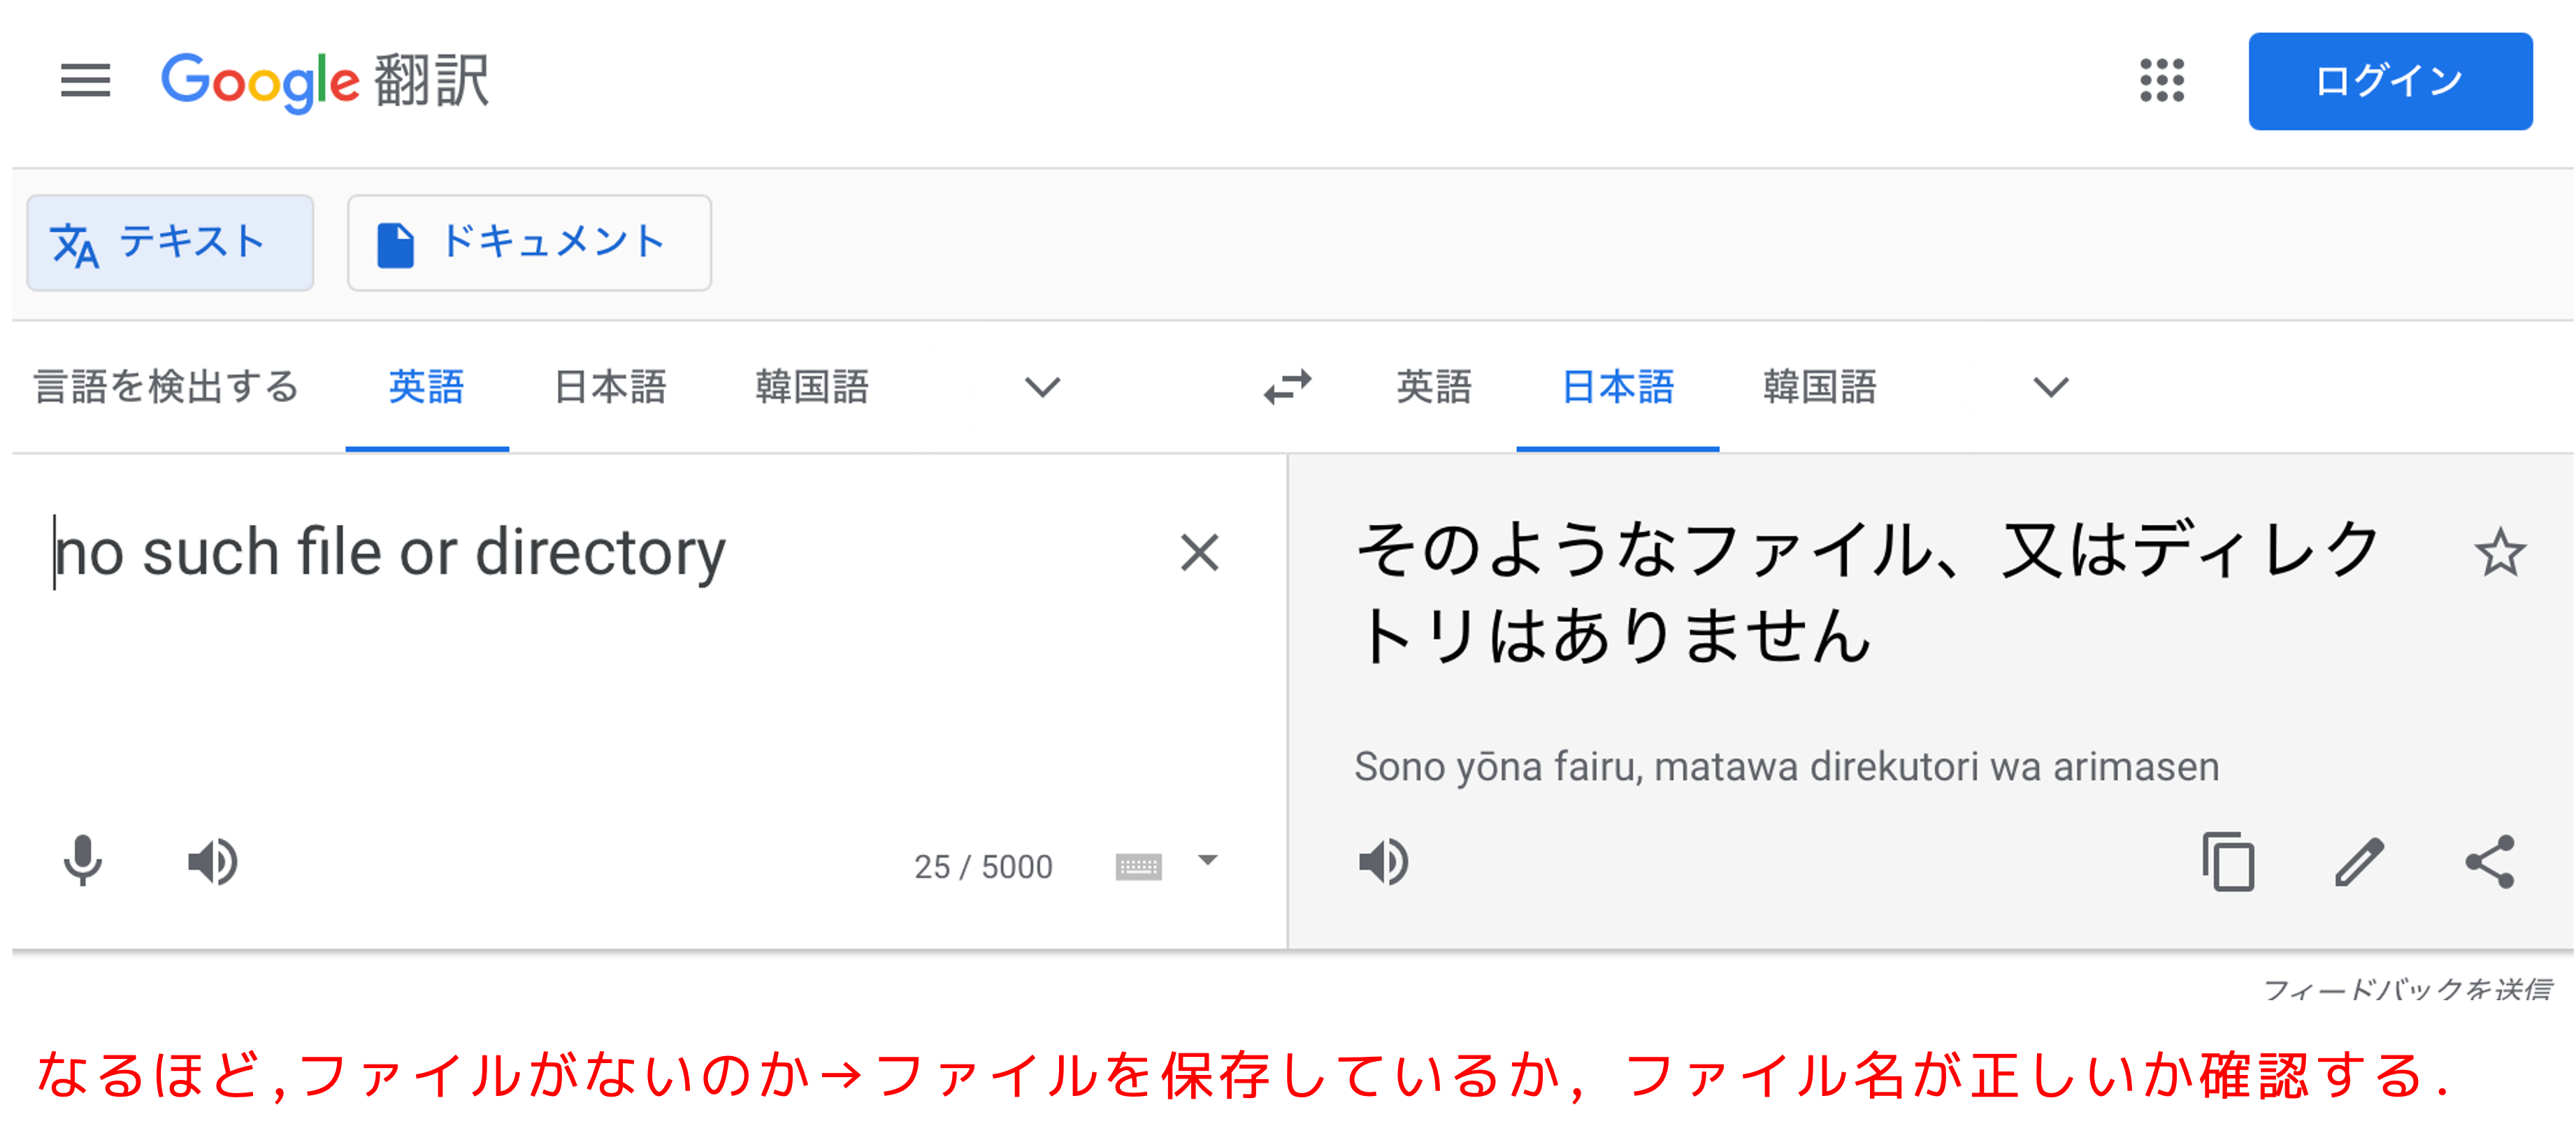 Google 翻訳
ログイン
テキスト
ドキュメント
言語を検出する 英語 日本語 韓国語 英語 日本語 韓国語
no such file or directory
そのようなファイル、又はディレク
トリはありません
Sono yōna fairu, matawa direkutori wa arimasen
25 / 5000
フィードバックを送信
なるほど,ファイルがないのか→ファイルを保存しているか，ファイル名が正しいか確認する．